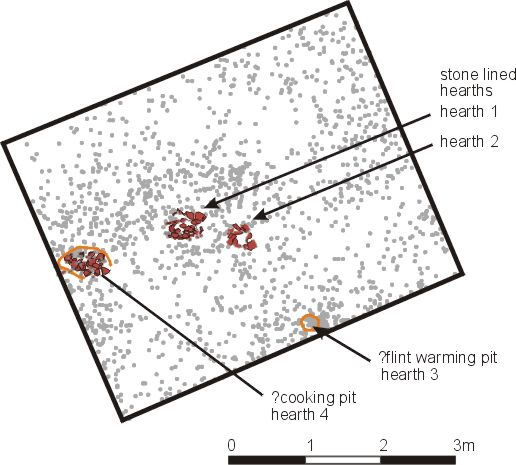 stone lined
hearths
hearth 1
hearth 2
?flint warming pit
hearth 3
?cooking pit
hearth 4
0 1 2 3m